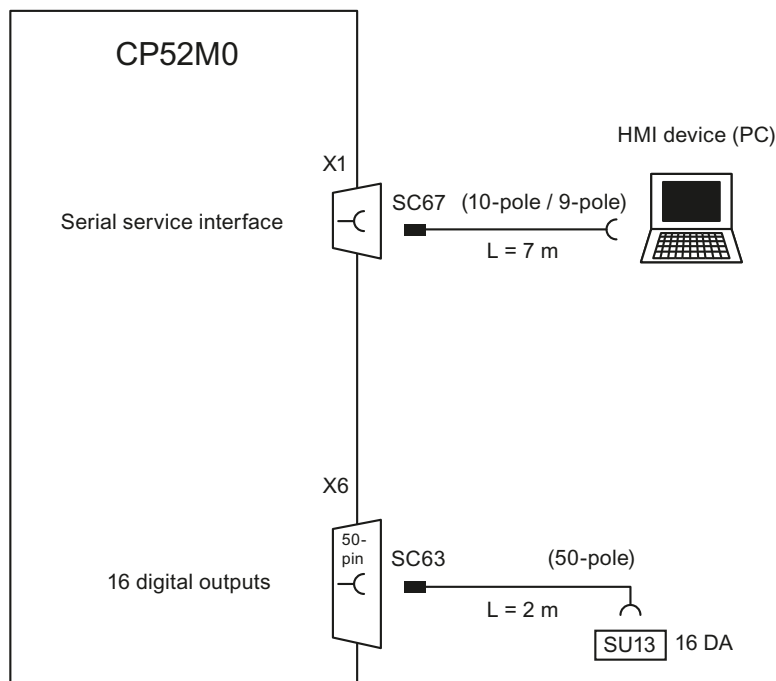 CP52M0
HMI device (PC)
X1
Serial service interface
SC67
(10-pole / 9-pole)
L = 7 m
X6
50-
pin
16 digital outputs
SC63
(50-pole)
L = 2 m
SU13
16 DA